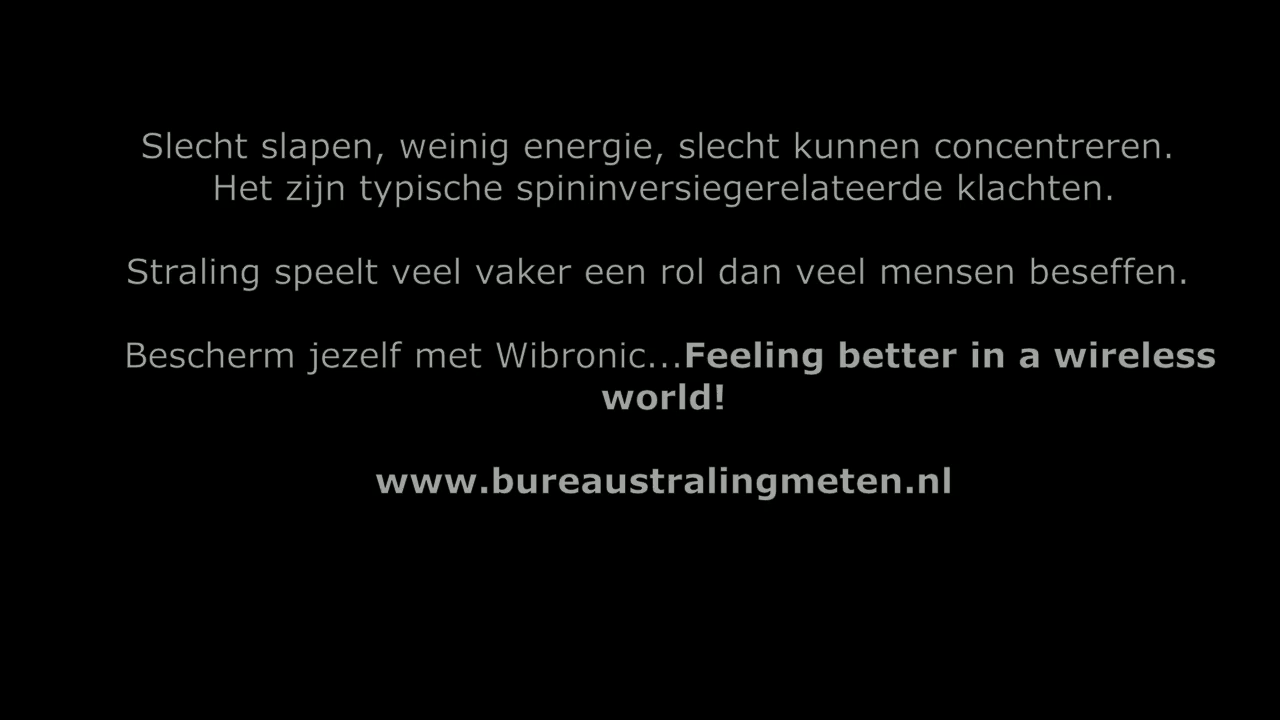 Slecht slapen, weinig energie, slecht kunnen concentreren.
Het zijn typische spininversiegerelateerde klachten.
Straling speelt veel vaker een rol dan veel mensen beseffen.
Bescherm jezelf met Wibronic...Feeling better in a wireless
world!
www.bureaustralingmeten.nl